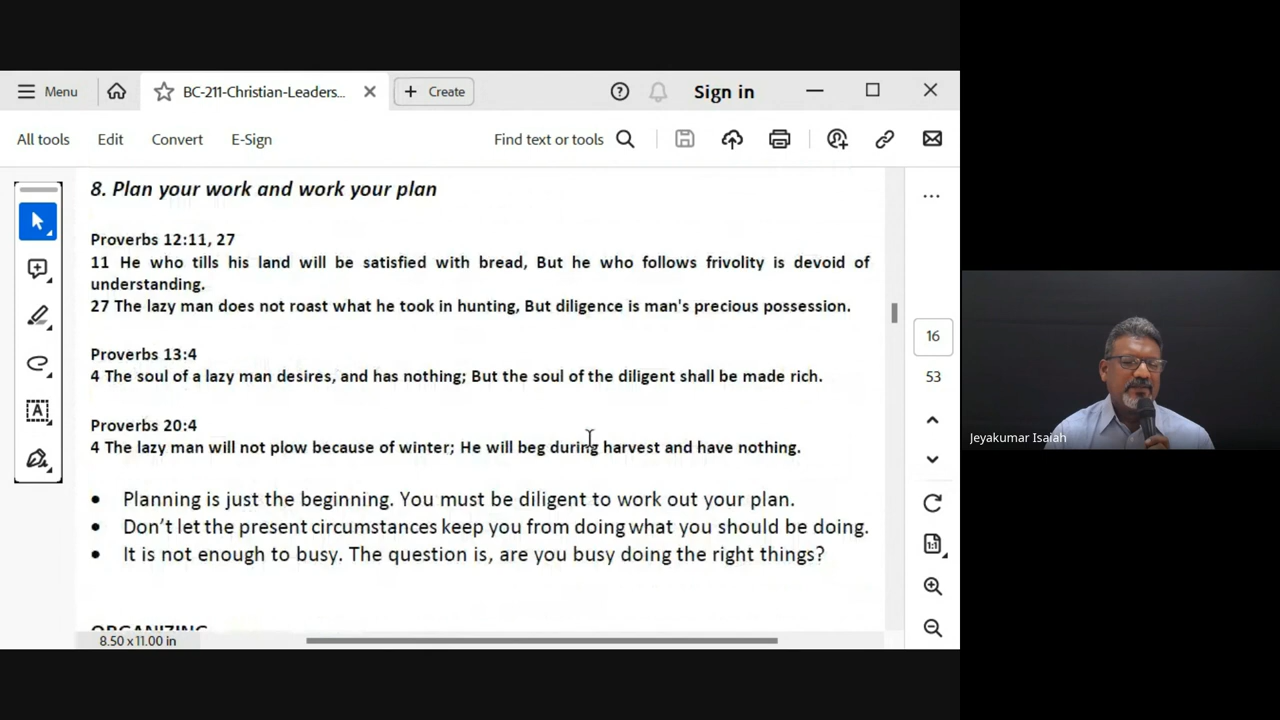 Menu
BC-211-Christian-Leaders...
Create
Sign in
All tools
Edit
Convert
E-Sign
Find text or tools
8. Plan your work and work your plan
Proverbs 12:11, 27
11 He who tills his land will be satisfied with bread, But he who follows frivolity is devoid of
understanding.
27 The lazy man does not roast what he took in hunting, But diligence is man's precious possession.
Proverbs 13:4
4 The soul of a lazy man desires, and has nothing; But the soul of the diligent shall be made rich.
Proverbs 20:4
4 The lazy man will not plow because of winter; He will beg during harvest and have nothing.
• Planning is just the beginning. You must be diligent to work out your plan.
• Don't let the present circumstances keep you from doing what you should be doing.
• It is not enough to busy. The question is, are you busy doing the right things?
ORGANIZING
8.50 x 11.00 in
16
53
1:1
Jeyakumar Isaiah